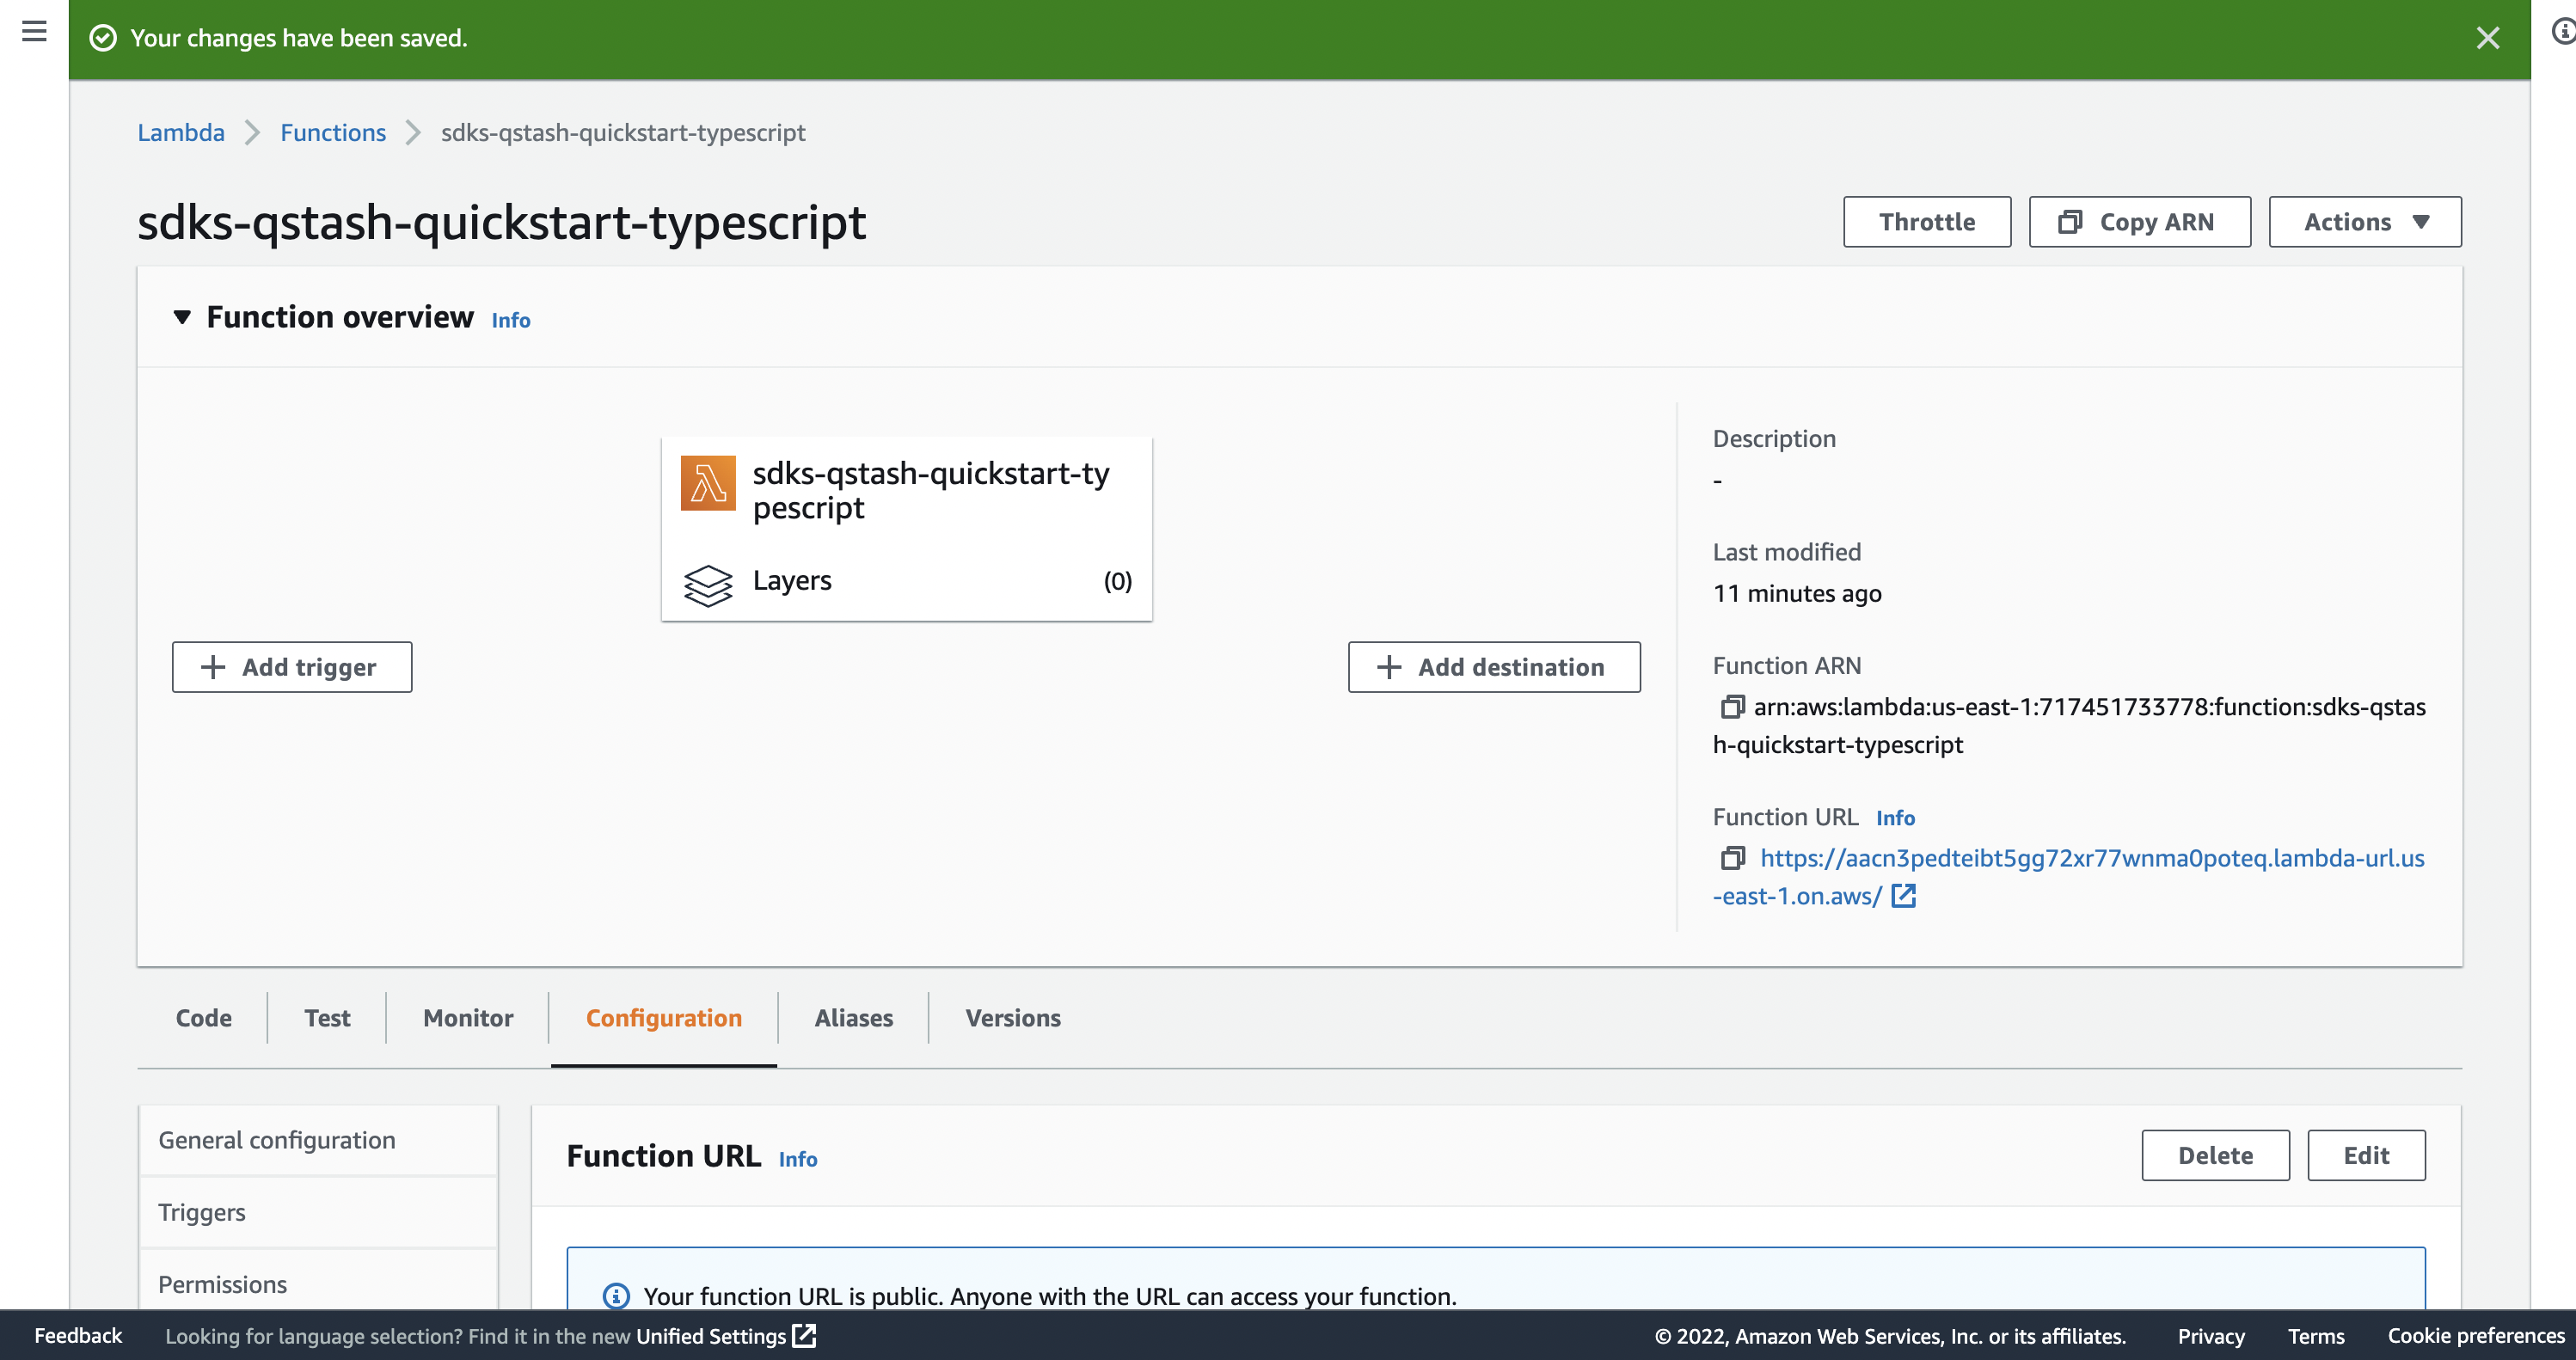 Your changes have been saved.
Lambda Functions sdks-qstash-quickstart-typescript
sdks-qstash-quickstart-typescript
Throttle Copy ARN Actions
Function overview Info
sdks-qstash-quickstart-ty
pescript
Layers (0)
Add trigger
Add destination
Description
-
Last modified
11 minutes ago
Function ARN
arn:aws:lambda:us-east-1:717451733778:function:sdks-qstas
h-quickstart-typescript
Function URL Info
https://aacn3pedteibt5gg72xr77wnma0poteq.lambda-url.us
-east-1.on.aws/
Code Test Monitor Configuration Aliases Versions
General configuration
Triggers
Permissions
Function URL Info
Delete Edit
Your function URL is public. Anyone with the URL can access your function.
Feedback Looking for language selection? Find it in the new Unified Settings © 2022, Amazon Web Services, Inc. or its affiliates. Privacy Terms Cookie preferences